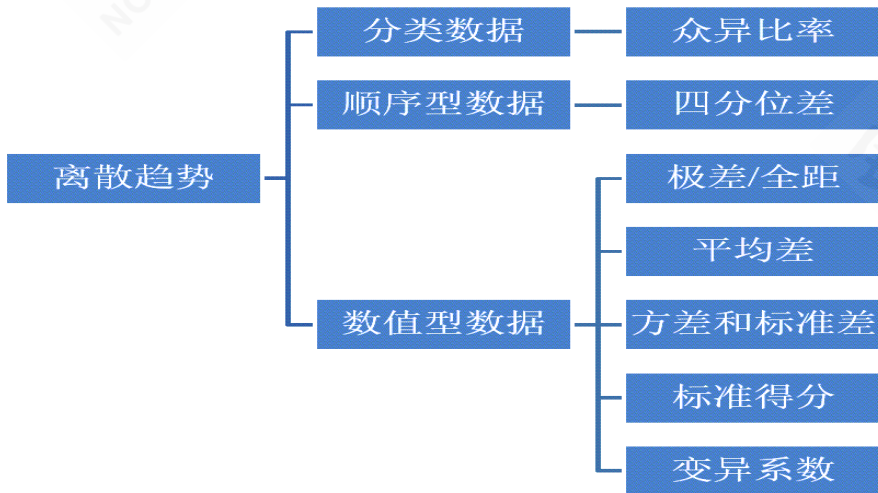 离散趋势
分类数据
众异比率
顺序型数据
四分位差
数值型数据
极差/全距
平均差
方差和标准差
标准得分
变异系数